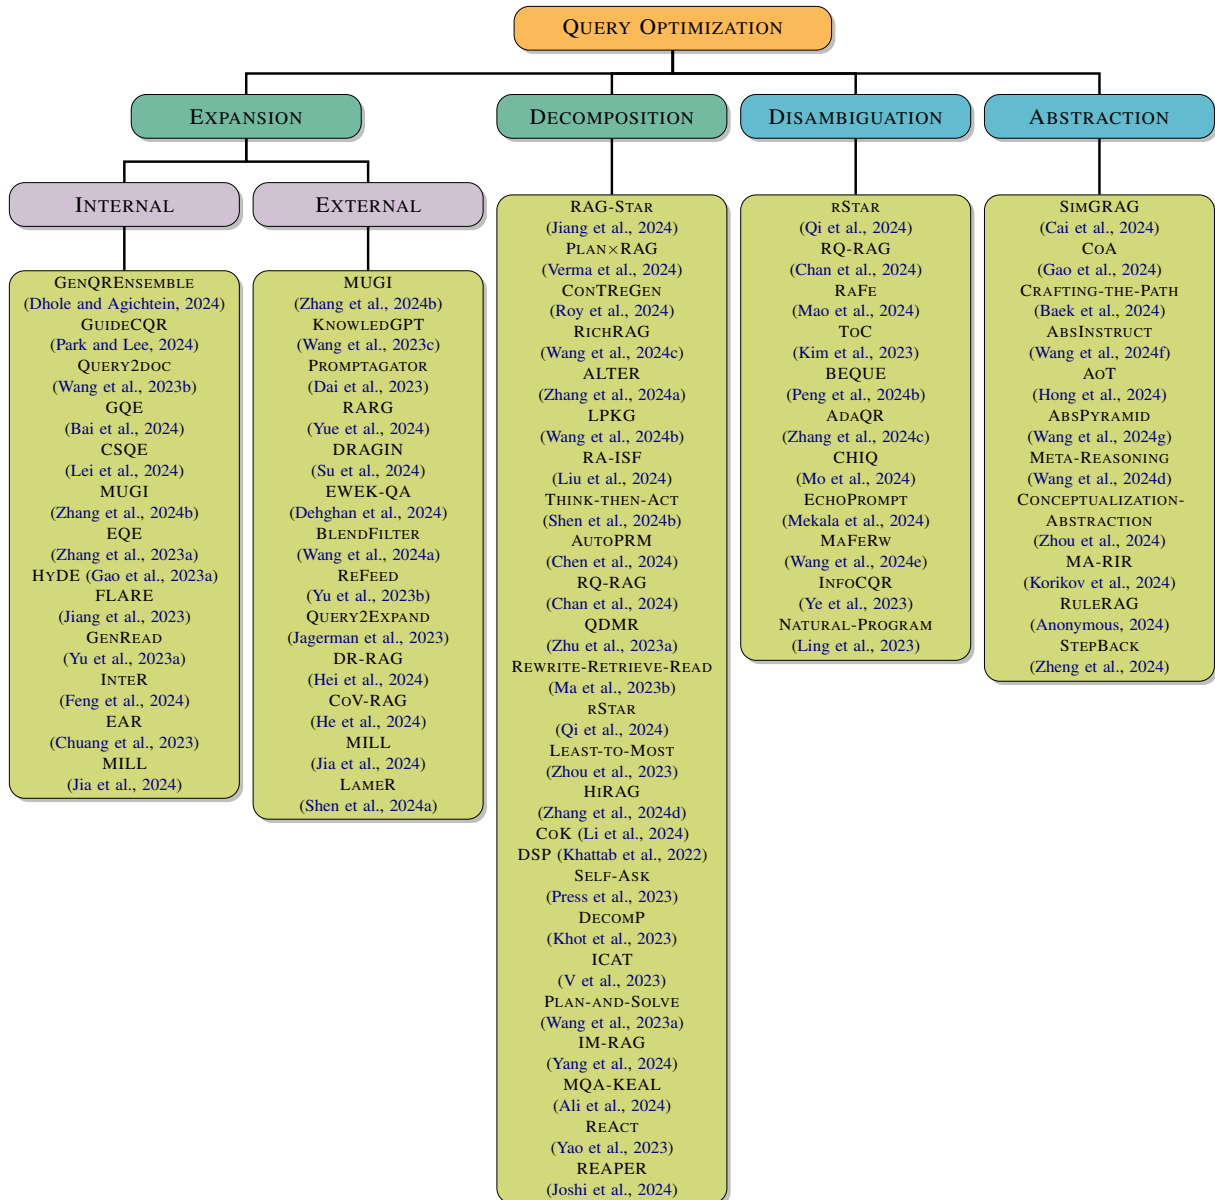 QUERY OPTIMIZATION
EXPANSION
DECOMPOSITION
DISAMBIGUATION
ABSTRACTION
INTERNAL
EXTERNAL
GENQRENSEMBLE
(Dhole and Agichtein, 2024)
GUIDECQR
(Park and Lee, 2024)
QUERY2DOC
(Wang et al., 2023b)
GQE
(Bai et al., 2024)
CSQE
(Lei et al., 2024)
MUGI
(Zhang et al., 2024b)
EQE
(Zhang et al., 2023a)
HYDE (Gao et al., 2023a)
FLARE
(Jiang et al., 2023)
GENREAD
(Yu et al., 2023a)
INTER
(Feng et al., 2024)
EAR
(Chuang et al., 2023)
MILL
(Jia et al., 2024)
MUGI
(Zhang et al., 2024b)
KNOWLEDGPT
(Wang et al., 2023c)
PROMPTAGATOR
(Dai et al., 2023)
RARG
(Yue et al., 2024)
DRAGIN
(Su et al., 2024)
EWEK-QA
(Dehghan et al., 2024)
BLENDFILTER
(Wang et al., 2024a)
REFEED
(Yu et al., 2023b)
QUERY2EXPAND
(Jagerman et al., 2023)
DR-RAG
(Hei et al., 2024)
COV-RAG
(He et al., 2024)
MILL
(Jia et al., 2024)
LAMER
(Shen et al., 2024a)
RAG-STAR
(Jiang et al., 2024)
PLAN×RAG
(Verma et al., 2024)
CONTREGEN
(Roy et al., 2024)
RICHRAG
(Wang et al., 2024c)
ALTER
(Zhang et al., 2024a)
LPKG
(Wang et al., 2024b)
RA-ISF
(Liu et al., 2024)
THINK-THEN-ACT
(Shen et al., 2024b)
AUTOPRM
(Chen et al., 2024)
RQ-RAG
(Chan et al., 2024)
QDMR
(Zhu et al., 2023a)
REWRITE-RETRIEVE-READ
(Ma et al., 2023b)
RSTAR
(Qi et al., 2024)
LEAST-TO-MOST
(Zhou et al., 2023)
HIRAG
(Zhang et al., 2024d)
COK (Li et al., 2024)
DSP (Khattab et al., 2022)
SELF-ASK
(Press et al., 2023)
DECOMP
(Khot et al., 2023)
ICAT
(V et al., 2023)
PLAN-AND-SOLVE
(Wang et al., 2023a)
IM-RAG
(Yang et al., 2024)
MQA-KEAL
(Ali et al., 2024)
REACT
(Yao et al., 2023)
REAPER
(Joshi et al., 2024)
RSTAR
(Qi et al., 2024)
RQ-RAG
(Chan et al., 2024)
RAFE
(Mao et al., 2024)
TOC
(Kim et al., 2023)
BEQUE
(Peng et al., 2024b)
ADAQR
(Zhang et al., 2024c)
CHIQ
(Mo et al., 2024)
ECHOPROMPT
(Mekala et al., 2024)
MAFERW
(Wang et al., 2024e)
INFOCQR
(Ye et al., 2023)
NATURAL-PROGRAM
(Ling et al., 2023)
SIMGRAG
(Cai et al., 2024)
COA
(Gao et al., 2024)
CRAFTING-THE-PATH
(Baek et al., 2024)
ABSINSTRUCT
(Wang et al., 2024f)
AOT
(Hong et al., 2024)
ABSPYRAMID
(Wang et al., 2024g)
META-REASONING
(Wang et al., 2024d)
CONCEPTUALIZATION-
ABSTRACTION
(Zhou et al., 2024)
MA-RIR
(Korikov et al., 2024)
RULERAG
(Anonymous, 2024)
STEPBACK
(Zheng et al., 2024)